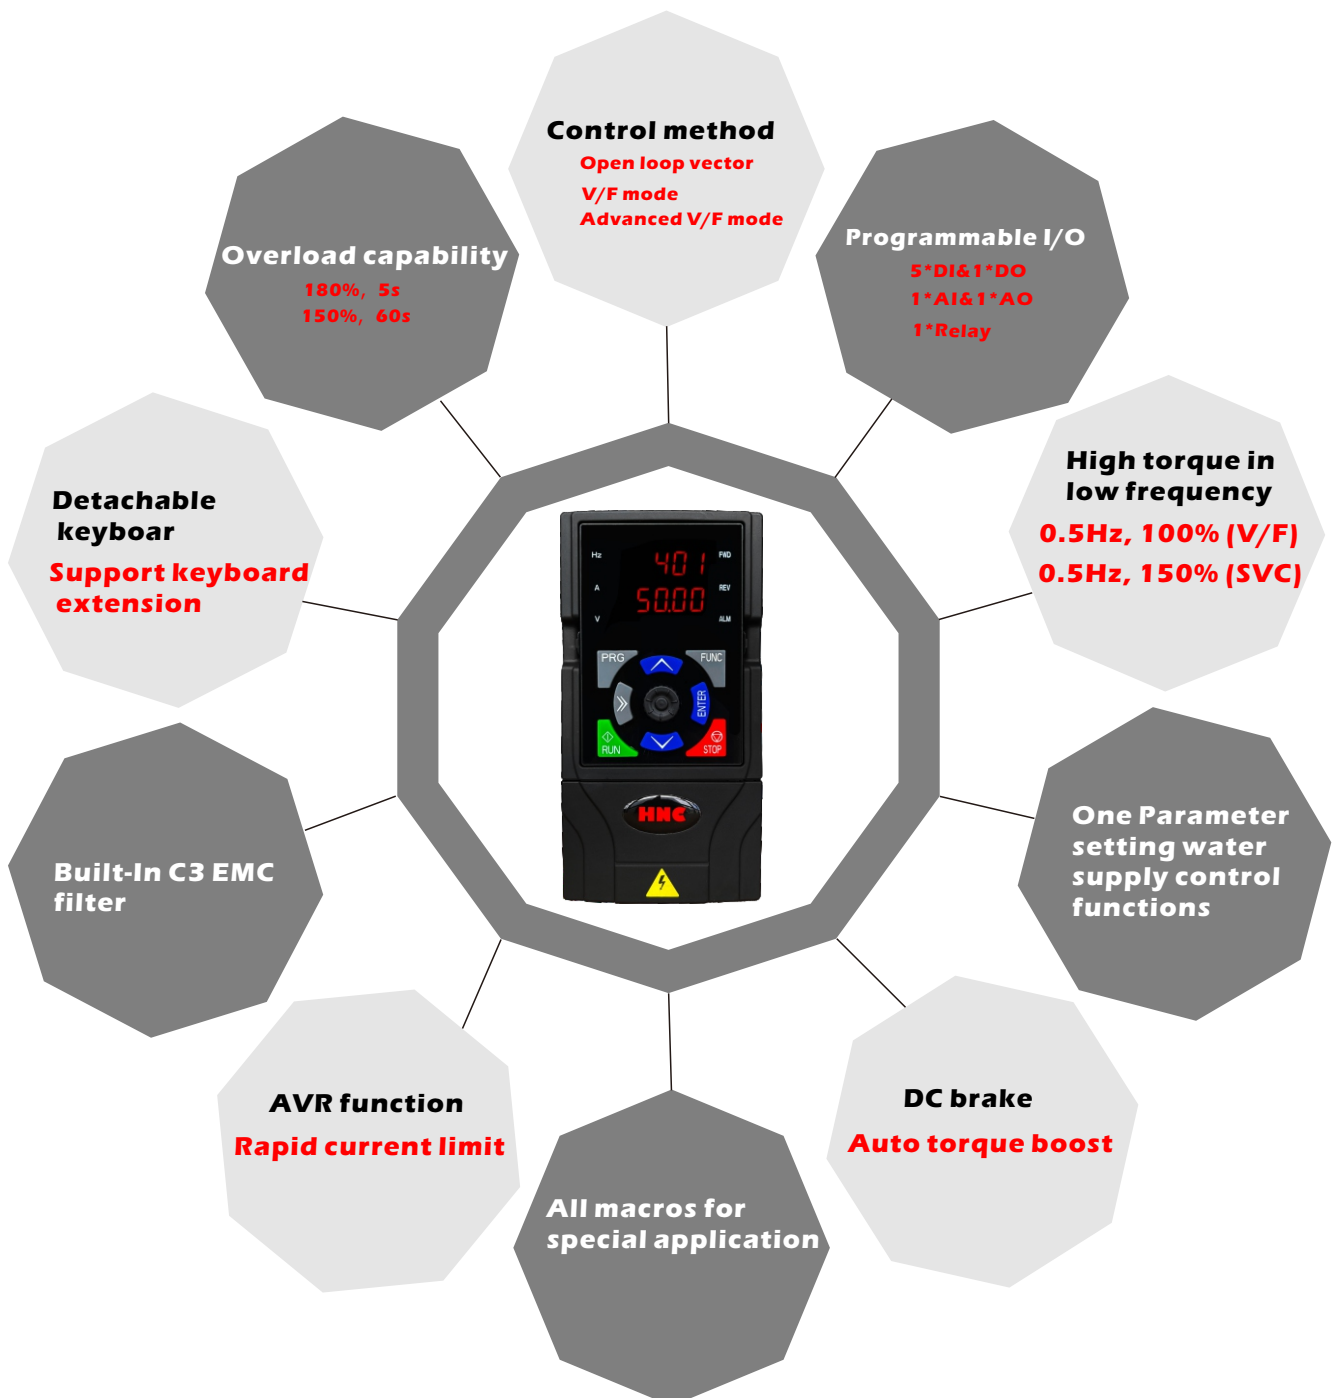 Control method
Open loop vector
V/F mode
Advanced V/F mode
Programmable I/O
5*DI&1*DO
1*AI&1*AO
1*Relay
High torque in
low frequency
0.5Hz, 100% (V/F)
0.5Hz, 150% (SVC)
One Parameter
setting water
supply control
functions
DC brake
Auto torque boost
All macros for
special application
AVR function
Rapid current limit
Built-In C3 EMC
filter
Detachable
keyboar
Support keyboard
extension
Overload capability
180%, 5s
150%, 60s
Hz
401
FWD
A
50.00
REV
V
ALM
PRG
FUNC
ENTER
RUN
STOP
HNC